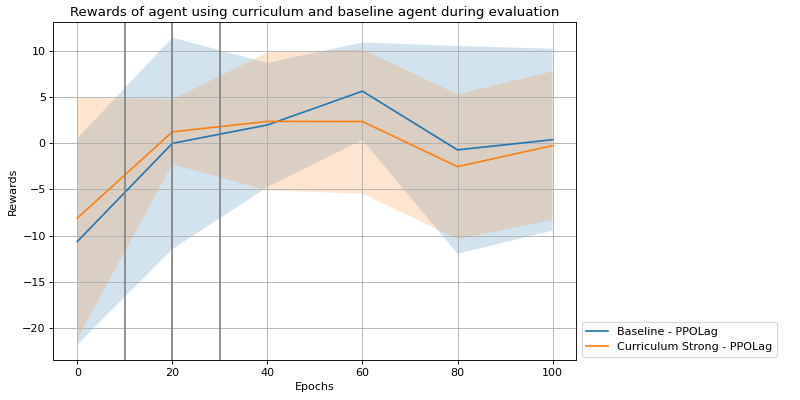 Rewards of agent using curriculum and baseline agent during evaluation
10
5
0
−5
−10
−15
−20
Rewards
0 20 40 60 80 100
Epochs
Baseline - PPOLag
Curriculum Strong - PPOLag